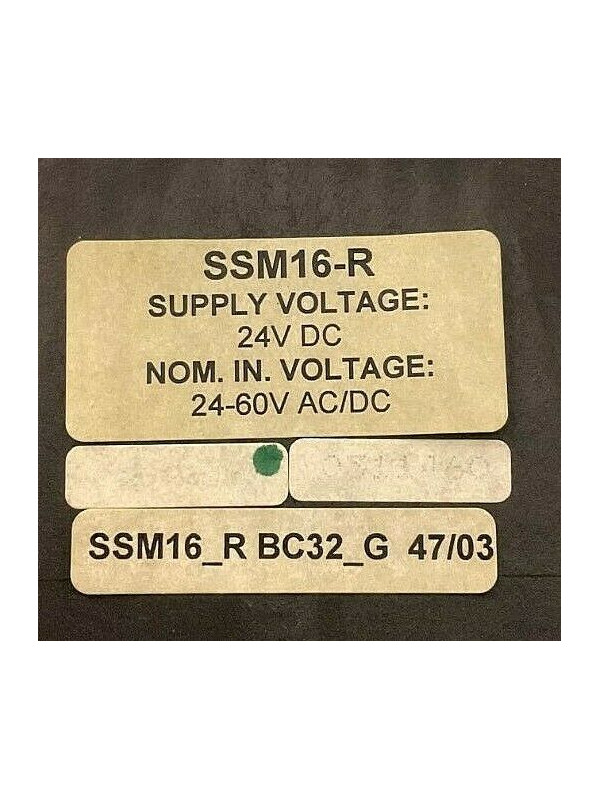 SSM16-R
SUPPLY VOLTAGE:
24V DC
NOM. IN. VOLTAGE:
24-60V AC/DC
SSM16_R BC32_G 47/03